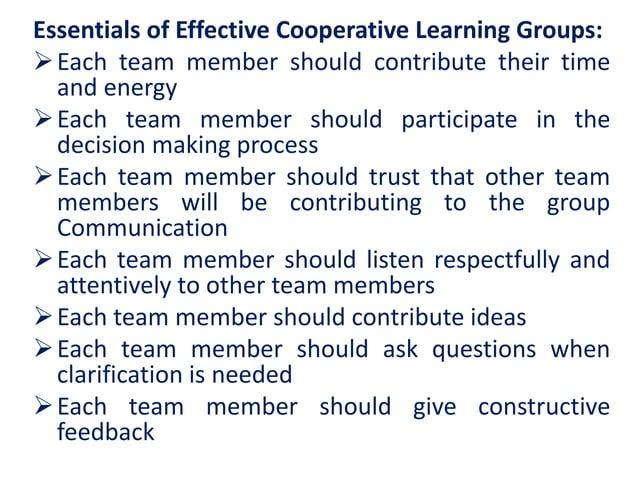 Essentials of Effective Cooperative Learning Groups:
➢Each team member should contribute their time
and energy
➢Each team member should participate in the
decision making process
➢Each team member should trust that other team
members will be contributing to the group
Communication
➢Each team member should listen respectfully and
attentively to other team members
➢Each team member should contribute ideas
➢Each team member should ask questions when
clarification is needed
➢Each team member should give constructive
feedback